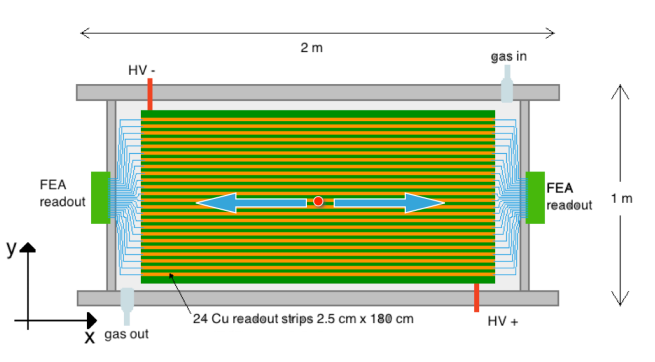 2 m
HV -
gas in
FEA
readout
FEA
readout
1 m
y
24 Cu readout strips 2.5 cm x 180 cm
HV +
x
gas out